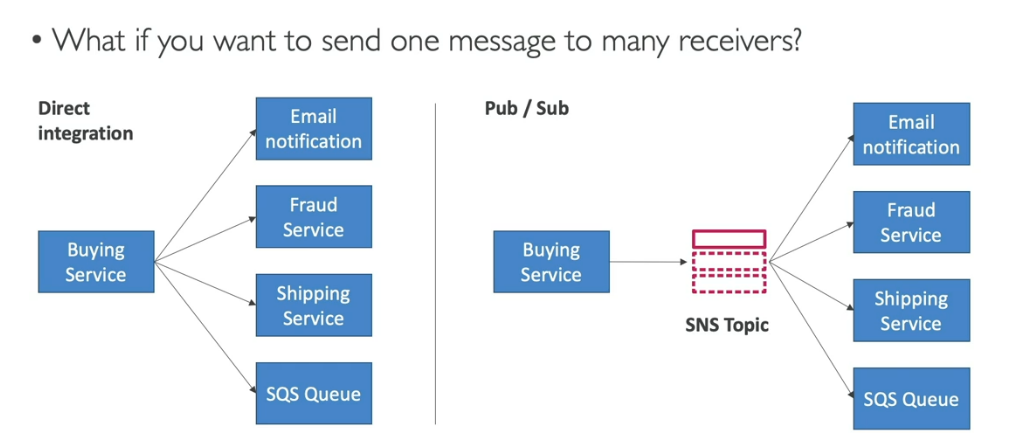 • What if you want to send one message to many receivers?
Direct
integration
Email
notification
Fraud
Service
Buying
Service
Shipping
Service
SQS Queue
Pub / Sub
Email
notification
Fraud
Service
Buying
Service
SNS Topic
Shipping
Service
SQS Queue